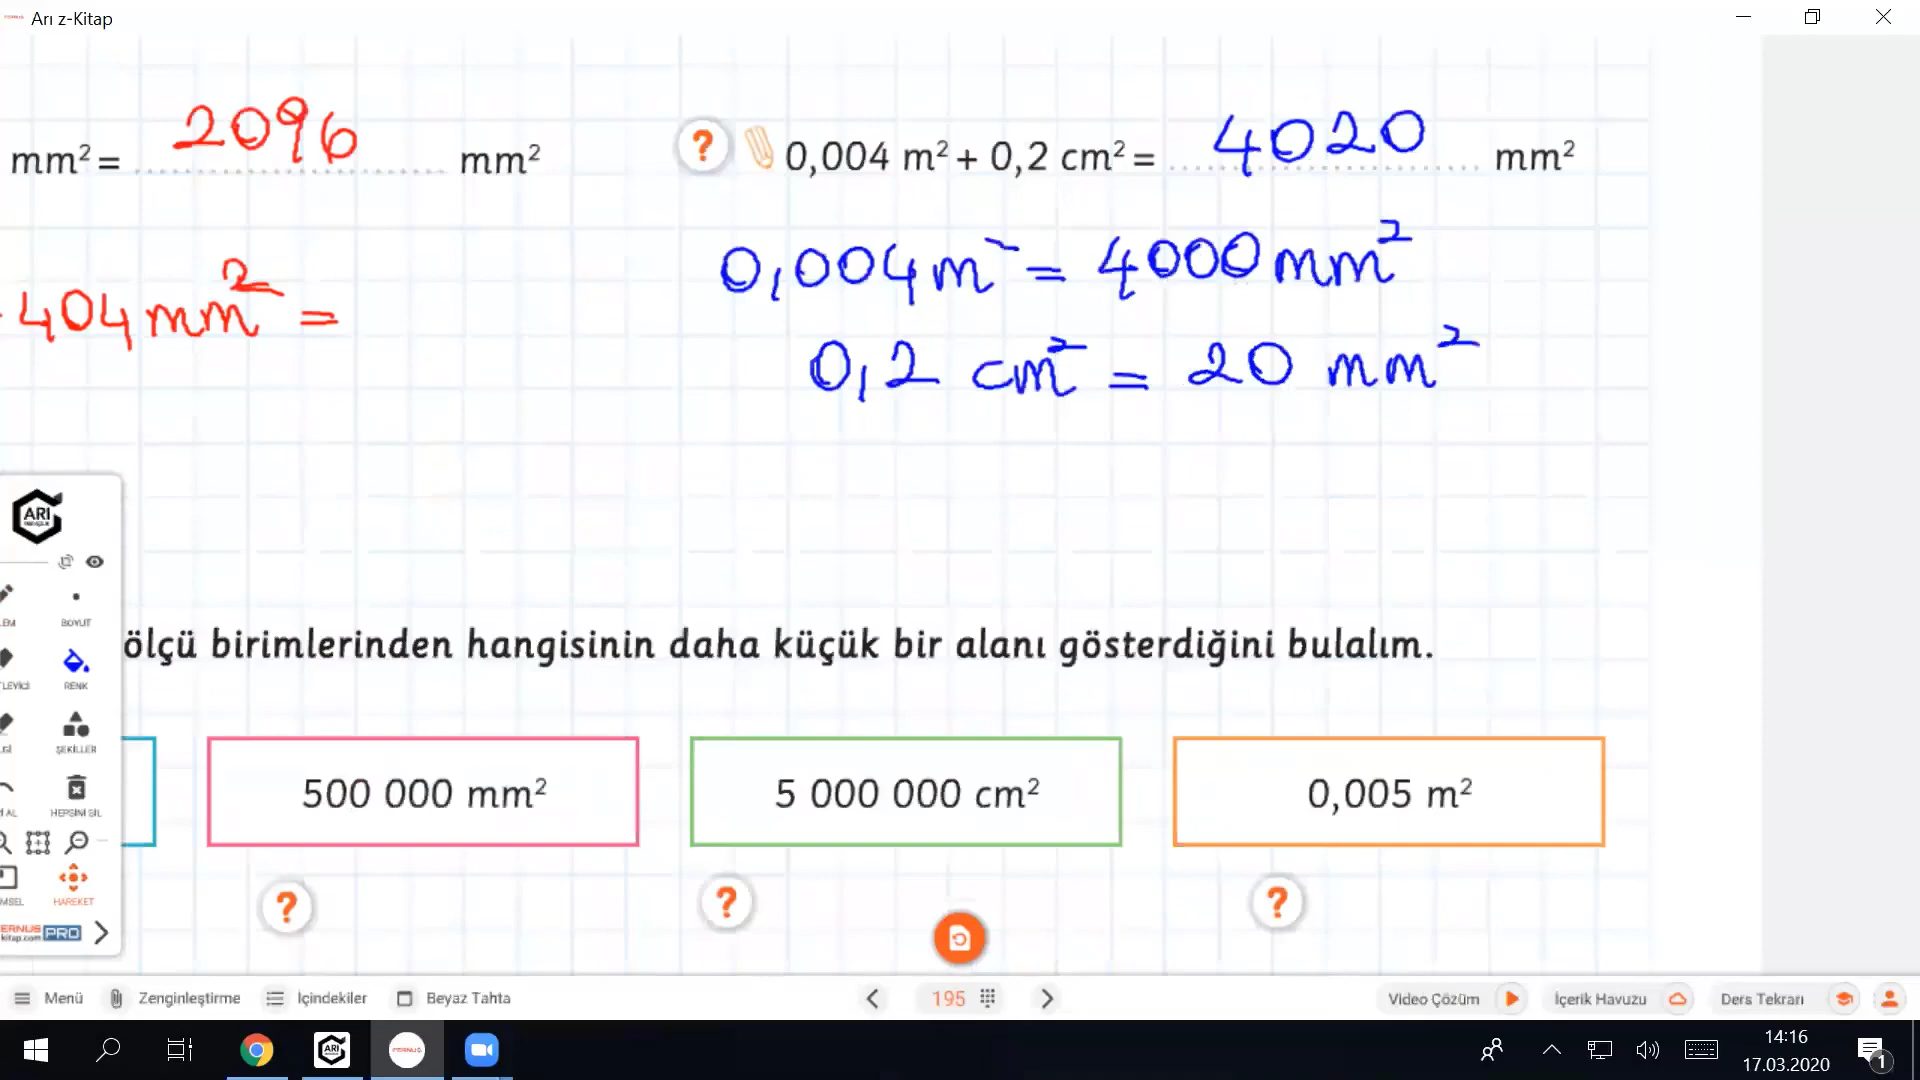 Arı z-Kitap
mm² = 2096 mm²
? 0,004 m² + 0,2 cm² = 4020 mm²
0,004 m² = 4000 mm²
404 mm² =
0,2 cm² = 20 mm²
ARI
BOYUT
ölçü birimlerinden hangisinin daha küçük bir alanı gösterdiğini bulalım.
RENK
ŞEKİLLER
500 000 mm²
5 000 000 cm²
0,005 m²
HEPSİNİ SİL
HAREKET
? ? ?
PRO
Menü Zenginleştirme İçindekiler Beyaz Tahta 195 Video Çözüm İçerik Havuzu Ders Tekrarı
ARI
FERNUS
14:16
17.03.2020
1